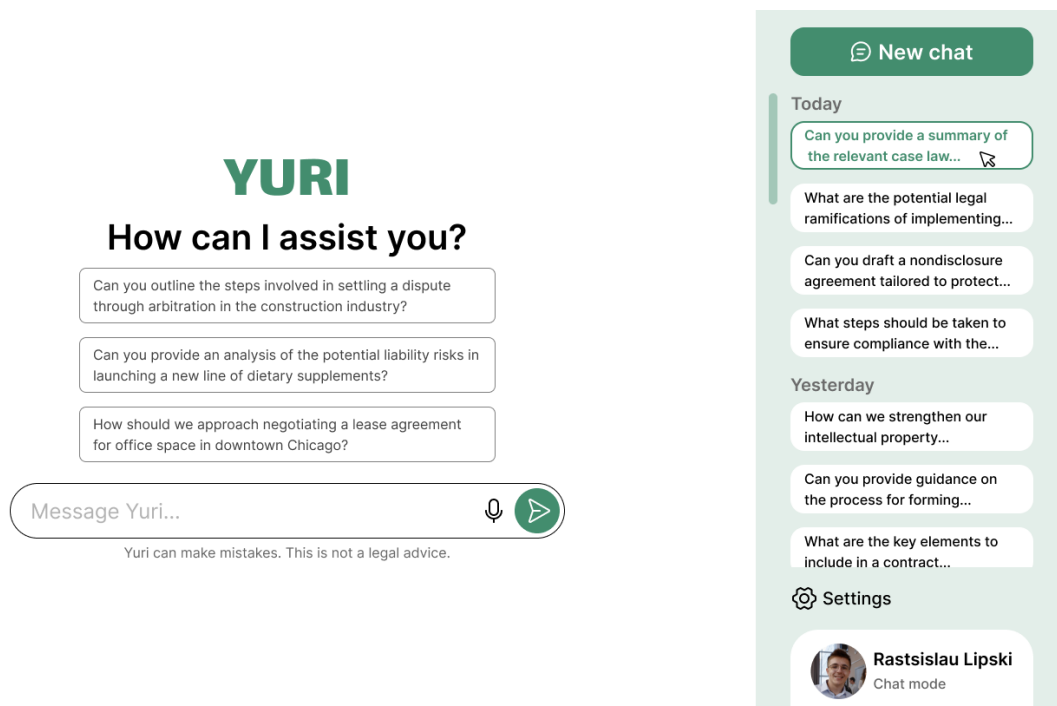 YURI
How can I assist you?
Can you outline the steps involved in settling a dispute
through arbitration in the construction industry?
Can you provide an analysis of the potential liability risks in
launching a new line of dietary supplements?
How should we approach negotiating a lease agreement
for office space in downtown Chicago?
Message Yuri...
Yuri can make mistakes. This is not a legal advice.
New chat
Today
Can you provide a summary of
the relevant case law...
What are the potential legal
ramifications of implementing...
Can you draft a nondisclosure
agreement tailored to protect...
What steps should be taken to
ensure compliance with the...
Yesterday
How can we strengthen our
intellectual property...
Can you provide guidance on
the process for forming...
What are the key elements to
include in a contract...
Settings
Rastsislau Lipski
Chat mode